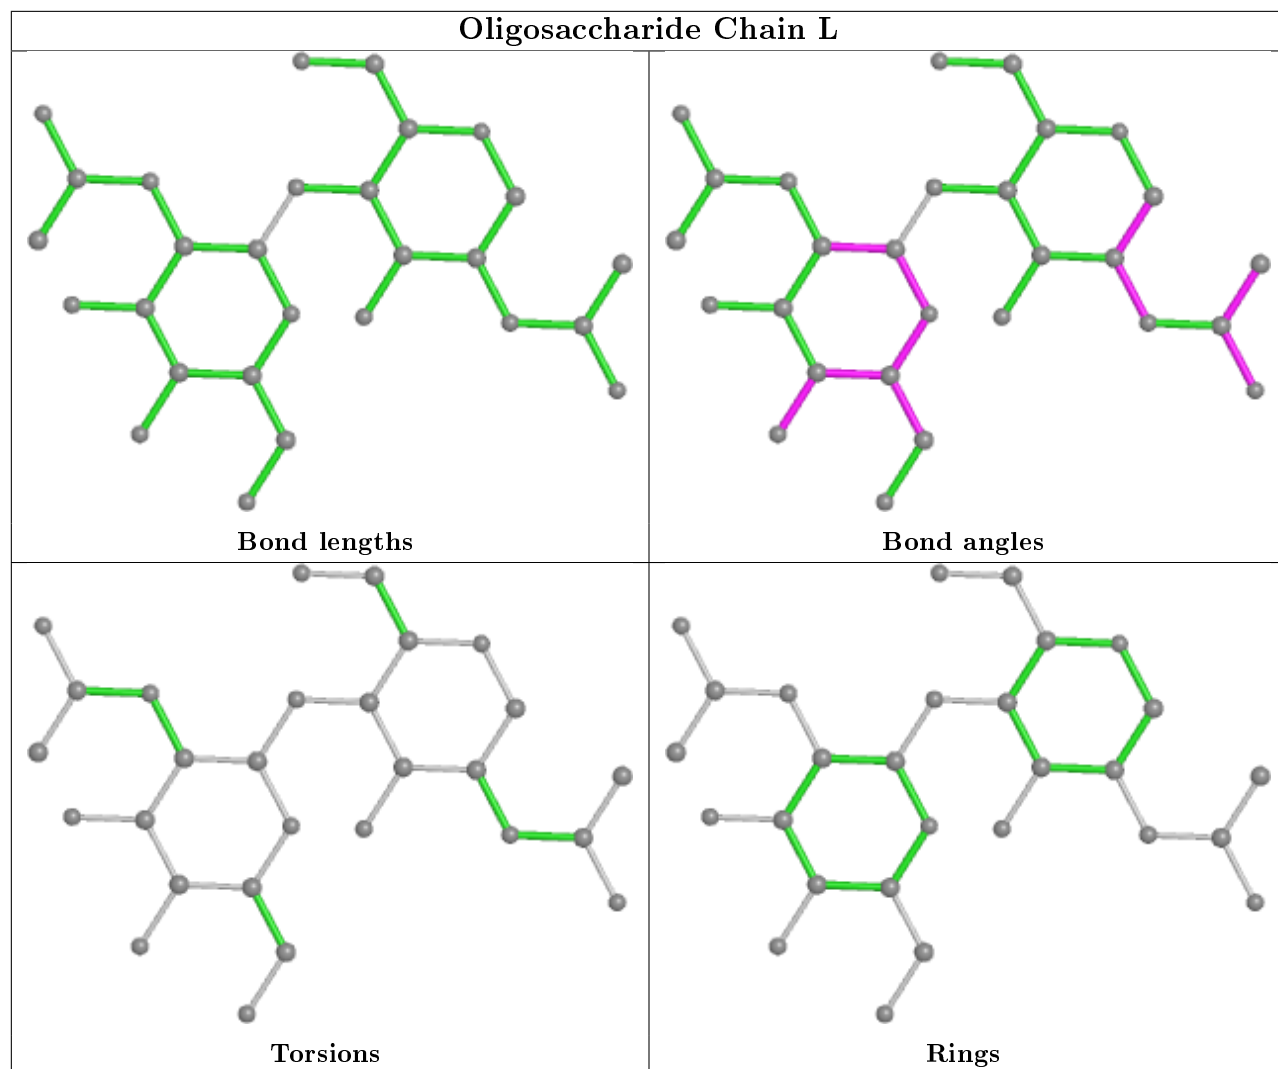 Oligosaccharide Chain L
Bond lengths
Bond angles
Torsions
Rings